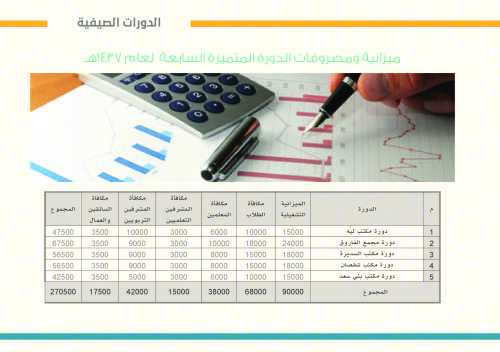 الدورات الصيفية
ميزانية ومصروفات الدورة المتميزة السابعة لعام ١٤٣٧هـ
م الدورة الميزانية التشغيلية مكافأة الطلاب مكافأة المعلمين مكافأة المشرفين التعلميين مكافأة المشرفين التربويين مكافأة السائقين والعمال المجموع
1 دورة مكتب ليه 15000 10000 6000 3000 10000 3500 47500
2 دورة مجمع الفاروق 24000 18000 10000 3000 9000 3500 67500
3 دورة مكتب السديرة 18000 15000 8000 3000 9000 3500 56500
4 دورة مكتب 18000 15000 8000 3000 9000 3500 56500
5 دورة مكتب بني سعد 15000 10000 6000 3000 5000 3500 42500
المجموع 90000 68000 38000 15000 42000 17500 270500